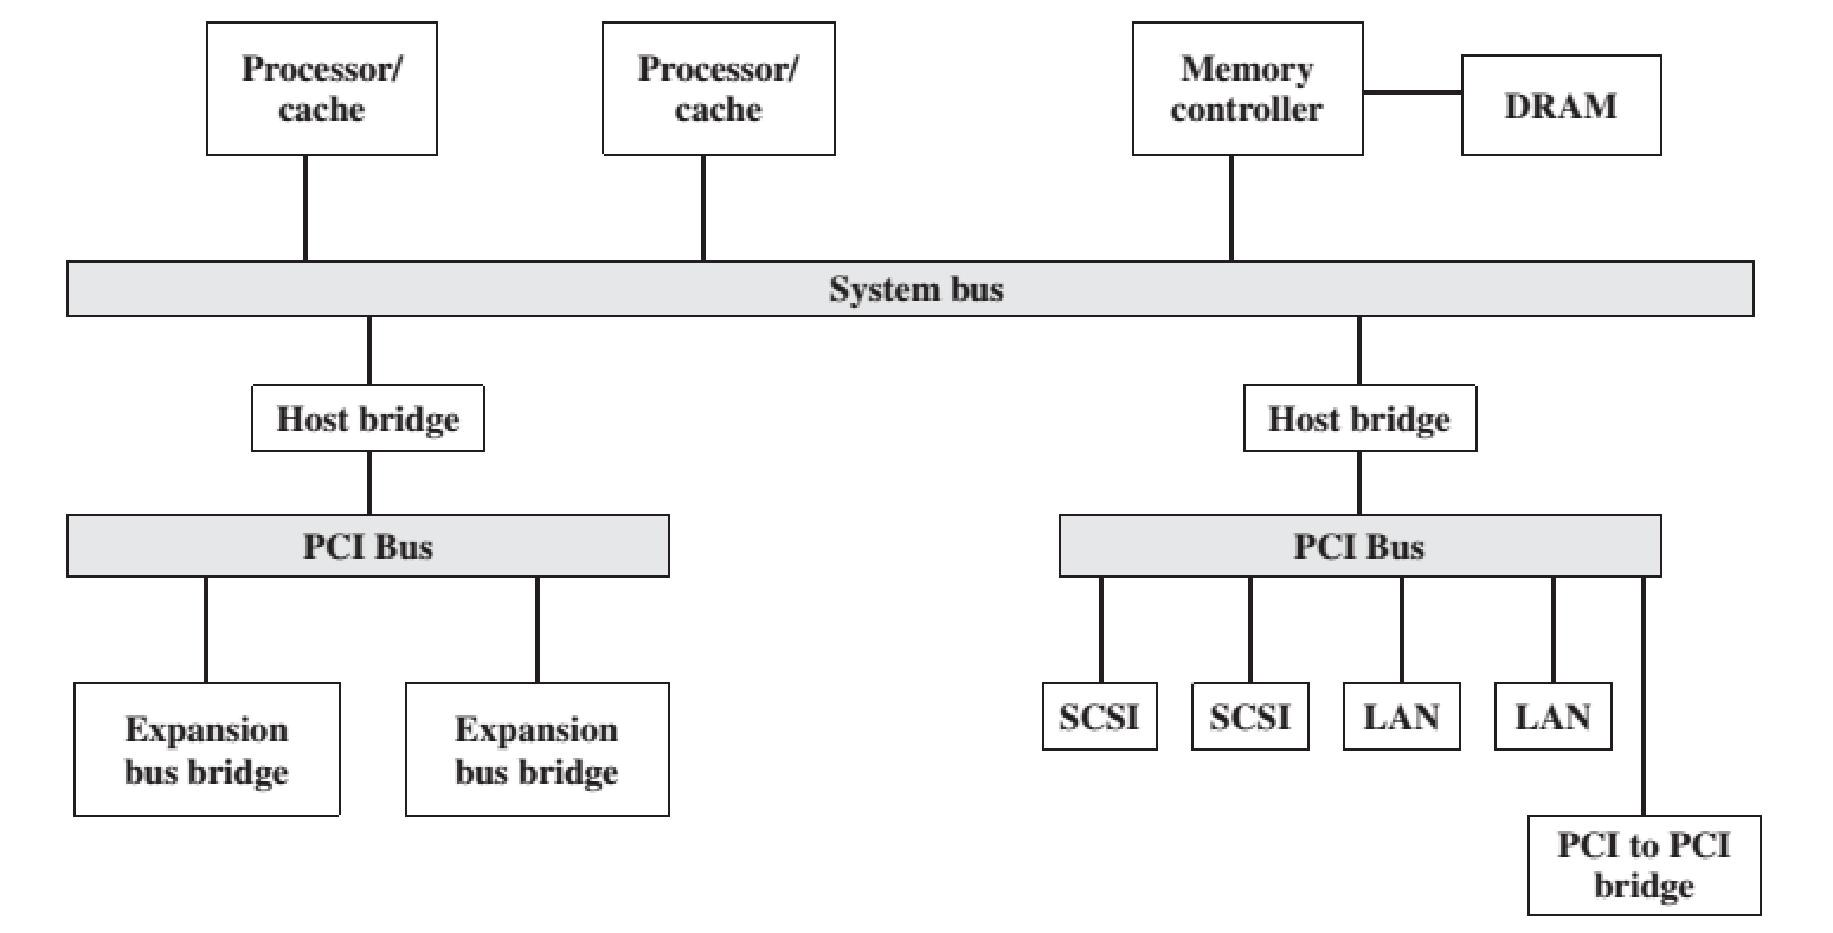 Processor/
cache
Processor/
cache
Memory
controller
DRAM
System bus
Host bridge
Host bridge
PCI Bus
PCI Bus
Expansion
bus bridge
Expansion
bus bridge
SCSI
SCSI
LAN
LAN
PCI to PCI
bridge